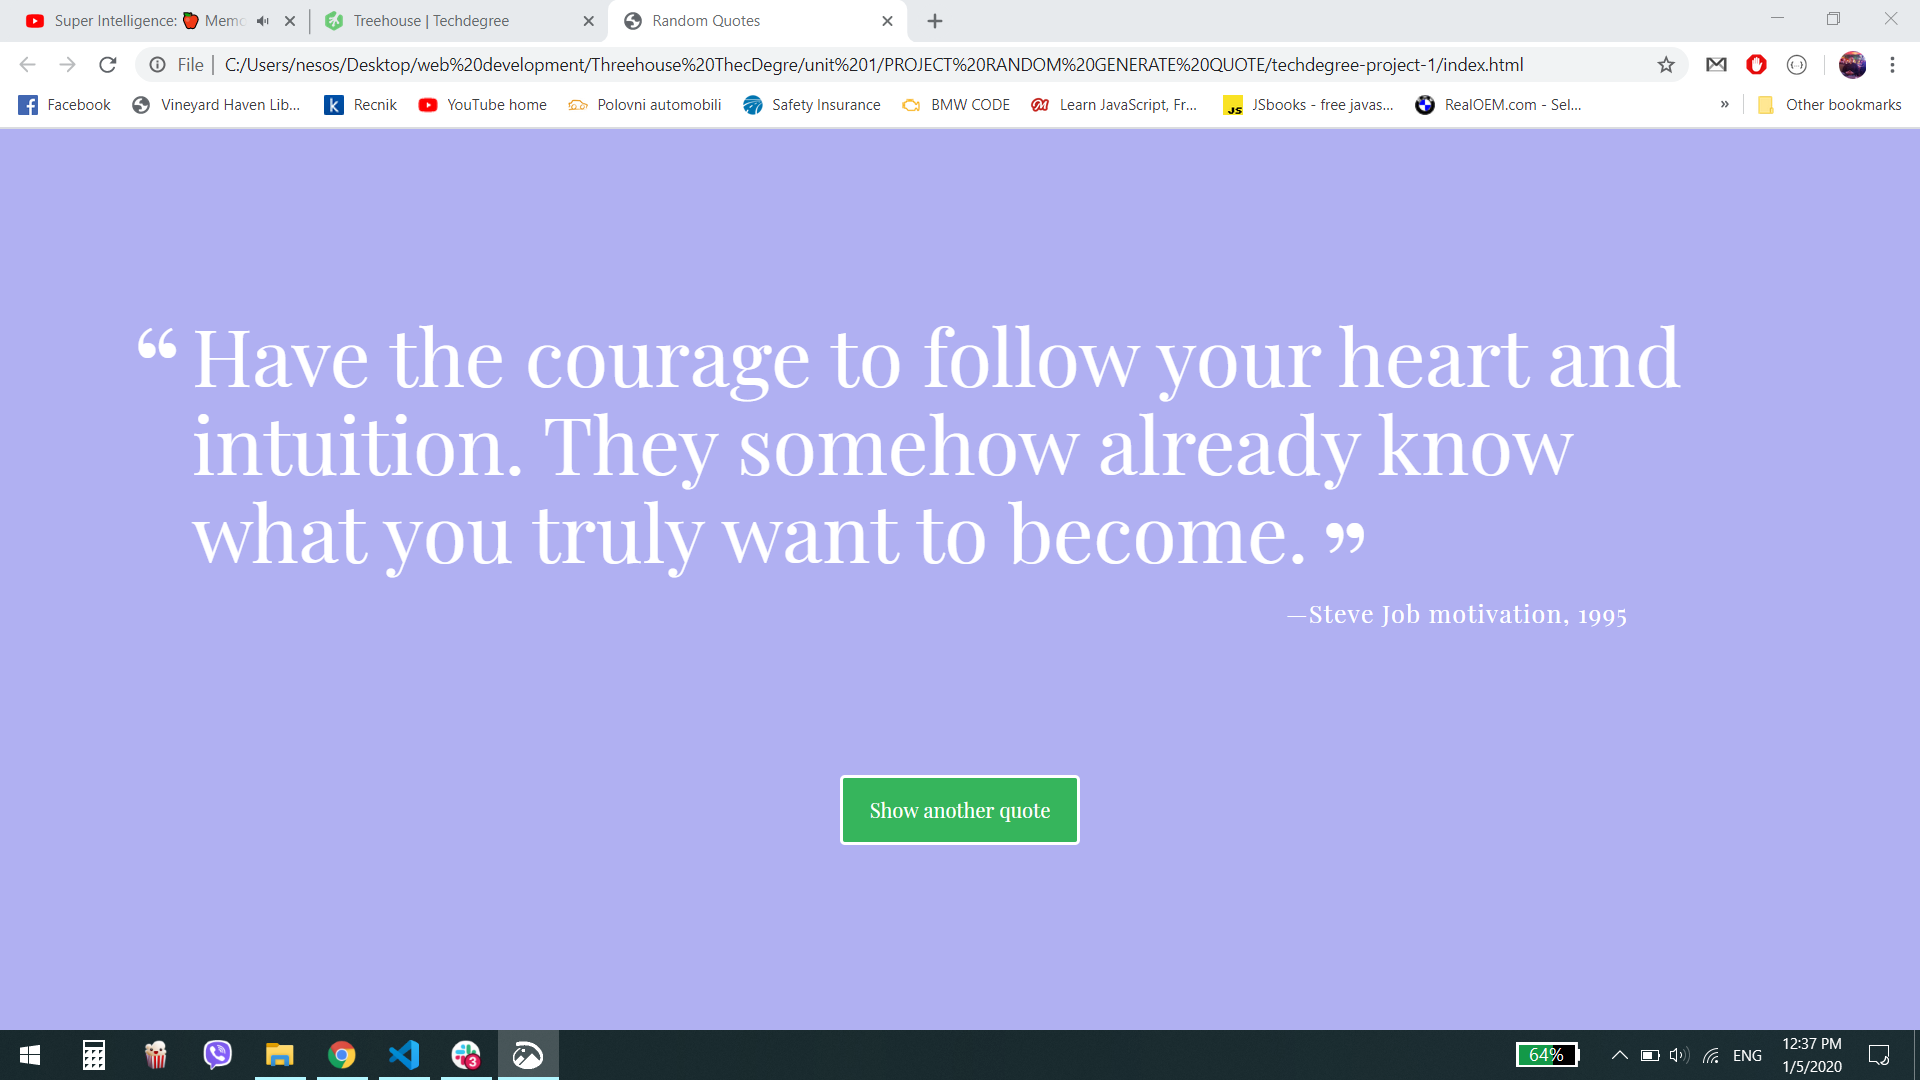 Super Intelligence: 🍎 Memo
Treehouse | Techdegree
Random Quotes
File | C:/Users/nesos/Desktop/web%20development/Threehouse%20ThecDegre/unit%201/PROJECT%20RANDOM%20GENERATE%20QUOTE/techdegree-project-1/index.html
Facebook
Vineyard Haven Lib...
k Recnik
YouTube home
Polovni automobili
Safety Insurance
BMW CODE
Learn JavaScript, Fr...
JS JSbooks - free javas...
RealOEM.com - Sel...
»
Other bookmarks
“ Have the courage to follow your heart and
intuition. They somehow already know
what you truly want to become. ”
—Steve Job motivation, 1995
Show another quote
3
64%
ENG
12:37 PM
1/5/2020